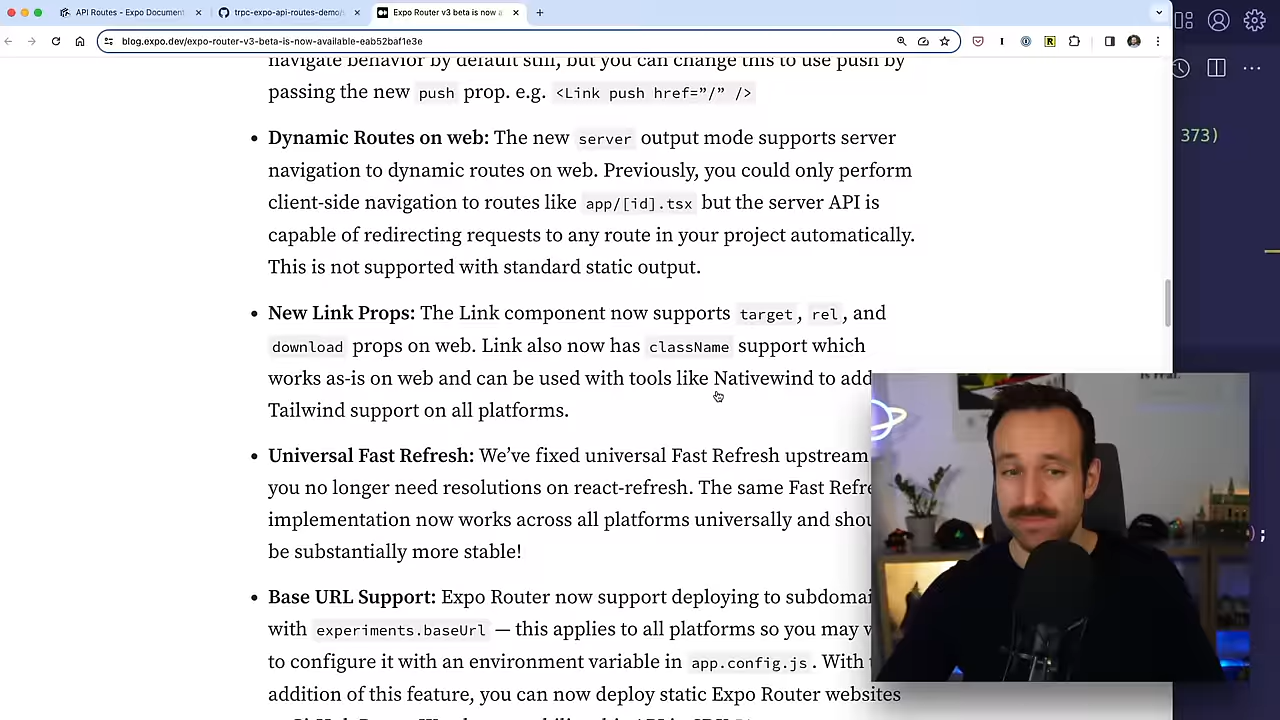 API Routes - Expo Document
trpc-expo-api-routes-demo/
Expo Router v3 beta is now a
blog.expo.dev/expo-router-v3-beta-is-now-available-eab52baf1e3e
navigate behavior by default still, but you can change this to use push by
passing the new push prop. e.g. <Link push href=”/” />
• Dynamic Routes on web: The new server output mode supports server
navigation to dynamic routes on web. Previously, you could only perform
client-side navigation to routes like app/[id].tsx but the server API is
capable of redirecting requests to any route in your project automatically.
This is not supported with standard static output.
• New Link Props: The Link component now supports target, rel, and
download props on web. Link also now has className support which
works as-is on web and can be used with tools like Nativewind to add
Tailwind support on all platforms.
• Universal Fast Refresh: We’ve fixed universal Fast Refresh upstream
you no longer need resolutions on react-refresh. The same Fast Refre
implementation now works across all platforms universally and shou
be substantially more stable!
• Base URL Support: Expo Router now support deploying to subdomai
with experiments.baseUrl — this applies to all platforms so you may v
to configure it with an environment variable in app.config.js. With
addition of this feature, you can now deploy static Expo Router websites
373)
);